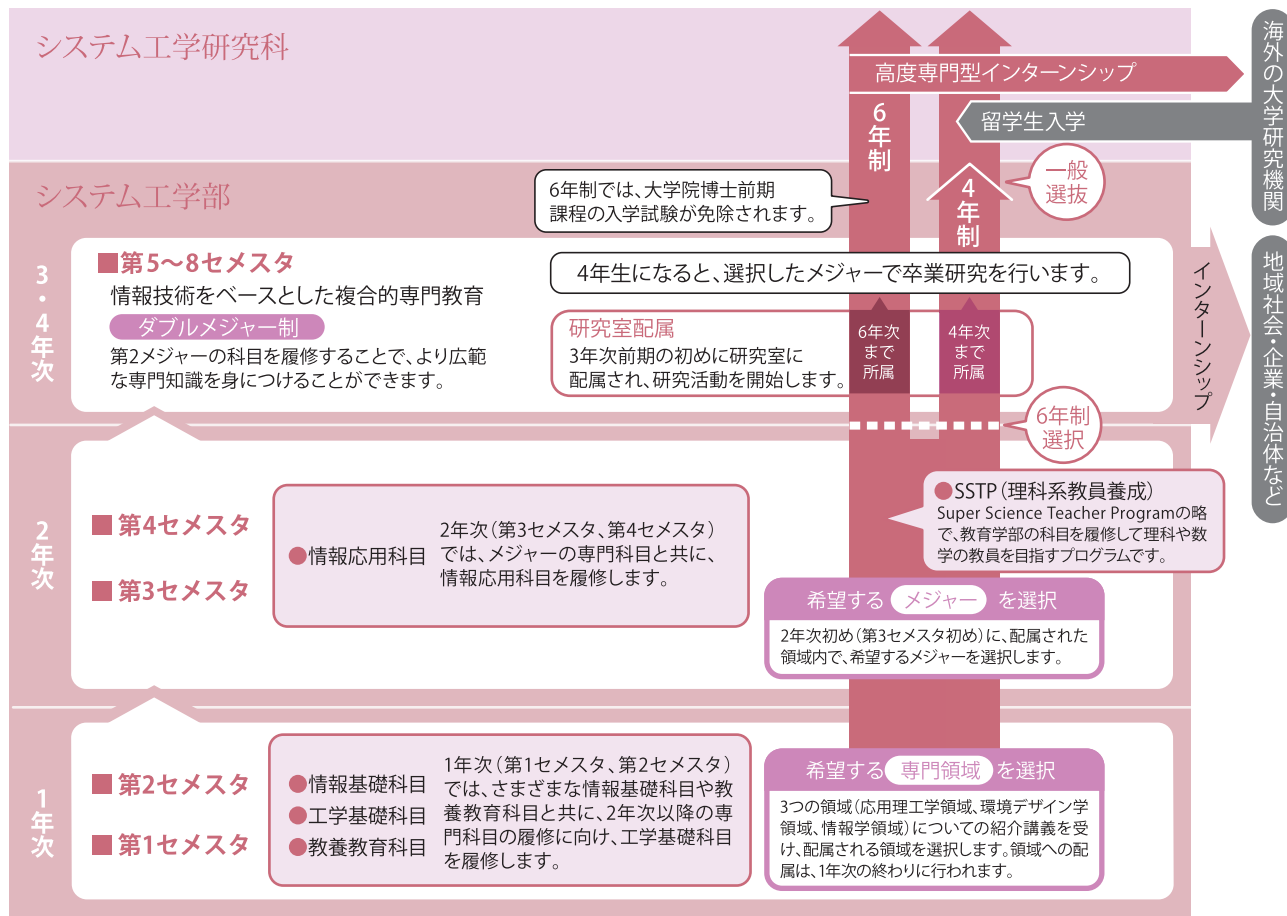 システム工学研究科
高度専門型インターンシップ
留学生入学
海外の大学研究機関
6年制
システム工学部
6年制では、大学院博士前期
課程の入学試験が免除されます。
一般
選抜
4年制
3・4年次
■第5〜8セメスタ
情報技術をベースとした複合的専門教育
ダブルメジャー制
第2メジャーの科目を履修することで、より広範
な専門知識を身につけることができます。
4年生になると、選択したメジャーで卒業研究を行います。
研究室配属
3年次前期の初めに研究室に
配属され、研究活動を開始します。
6年次
まで
所属
4年次
まで
所属
インターンシップ
地域社会・企業・自治体など
6年制
選択
2年次
■第4セメスタ
■第3セメスタ
●情報応用科目
2年次（第3セメスタ、第4セメスタ）
では、メジャーの専門科目と共に、
情報応用科目を履修します。
●SSTP（理科系教員養成）
Super Science Teacher Programの略
で、教育学部の科目を履修して理科や数
学の教員を目指すプログラムです。
希望する メジャー を選択
2年次初め（第3セメスタ初め）に、配属された
領域内で、希望するメジャーを選択します。
1年次
■第2セメスタ
■第1セメスタ
●情報基礎科目
●工学基礎科目
●教養教育科目
1年次（第1セメスタ、第2セメスタ）
では、さまざまな情報基礎科目や教
養教育科目と共に、2年次以降の専
門科目の履修に向け、工学基礎科目
を履修します。
希望する 専門領域 を選択
3つの領域（応用理工学領域、環境デザイン学
領域、情報学領域）についての紹介講義を受
け、配属される領域を選択します。領域への配
属は、1年次の終わりに行われます。